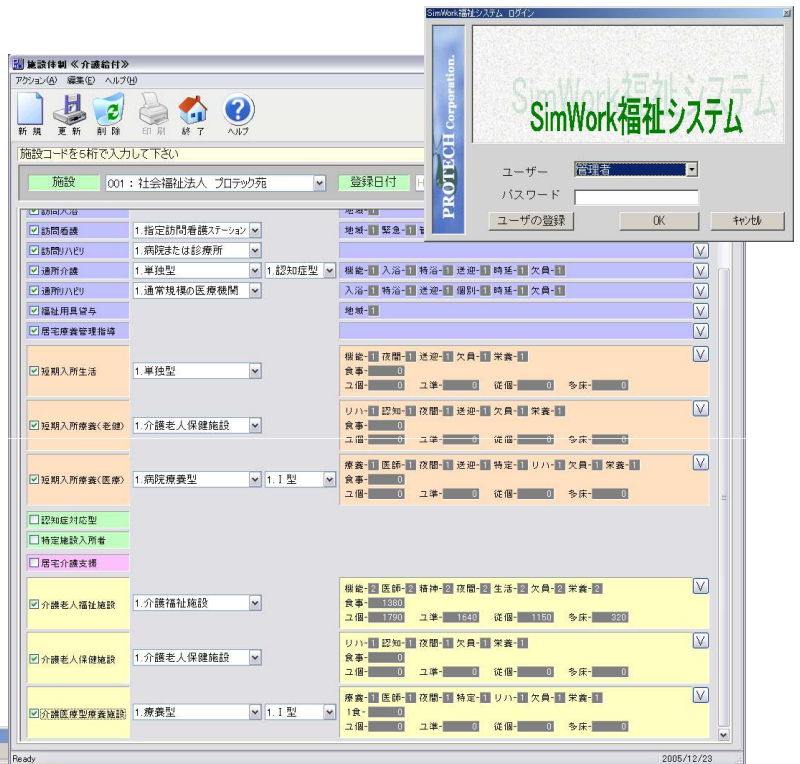 SimWork福祉システム ログイン
PROTECH Corporation.
SimWork福祉システム
SimWork福祉システム
ユーザー 管理者
パスワード
ユーザの登録 OK キャンセル
施設体制 ≪介護給付≫
アクション(A) 編集(E) ヘルプ(H)
新規 更新 削除 印刷 終了 ヘルプ
施設コードを5桁で入力して下さい
施設 001 : 社会福祉法人 プロテック苑 登録日付 H
訪問入浴 地域-1
訪問看護 1.指定訪問看護ステーション 地域-1 緊急-1
訪問リハビリ 1.病院または診療所
通所介護 1.単独型 1.認知症型 機能-1 入浴-1 特浴-1 送迎-1 時延-1 欠員-1
通所リハビリ 1.通常規模の医療機関 入浴-1 特浴-1 送迎-1 個別-1 時延-1 欠員-1
福祉用具貸与 地域-1
居宅療養管理指導
短期入所生活 1.単独型 機能-1 夜間-1 送迎-1 欠員-1 栄養-1
食事- 0
ユ個- 0 ユ準- 0 従個- 0 多床- 0
短期入所療養(老健) 1.介護老人保健施設 リハ-1 認知-1 夜間-1 送迎-1 欠員-1 栄養-1
食事- 0
ユ個- 0 ユ準- 0 従個- 0 多床- 0
短期入所療養(医療) 1.病院療養型 1.I型 療養-1 医師-1 夜間-1 送迎-1 特定-1 リハ-1 欠員-1 栄養-1
食事- 0
ユ個- 0 ユ準- 0 従個- 0 多床- 0
認知症対応型
特定施設入所者
居宅介護支援
介護老人福祉施設 1.介護福祉施設 機能-2 医師-2 精神-2 夜間-2 生活-2 欠員-2 栄養-2
食事- 1380
ユ個- 1790 ユ準- 1640 従個- 1150 多床- 320
介護老人保健施設 1.介護老人保健施設 リハ-1 認知-1 夜間-1 欠員-1 栄養-1
食事- 0
ユ個- 0 ユ準- 0 従個- 0 多床- 0
介護医療型療養施設 1.療養型 1.I型 療養-1 医師-1 夜間-1 特定-1 リハ-1 欠員-1 栄養-1
1食- 0
ユ個- 0 ユ準- 0 従個- 0 多床- 0
Ready 2005/12/23